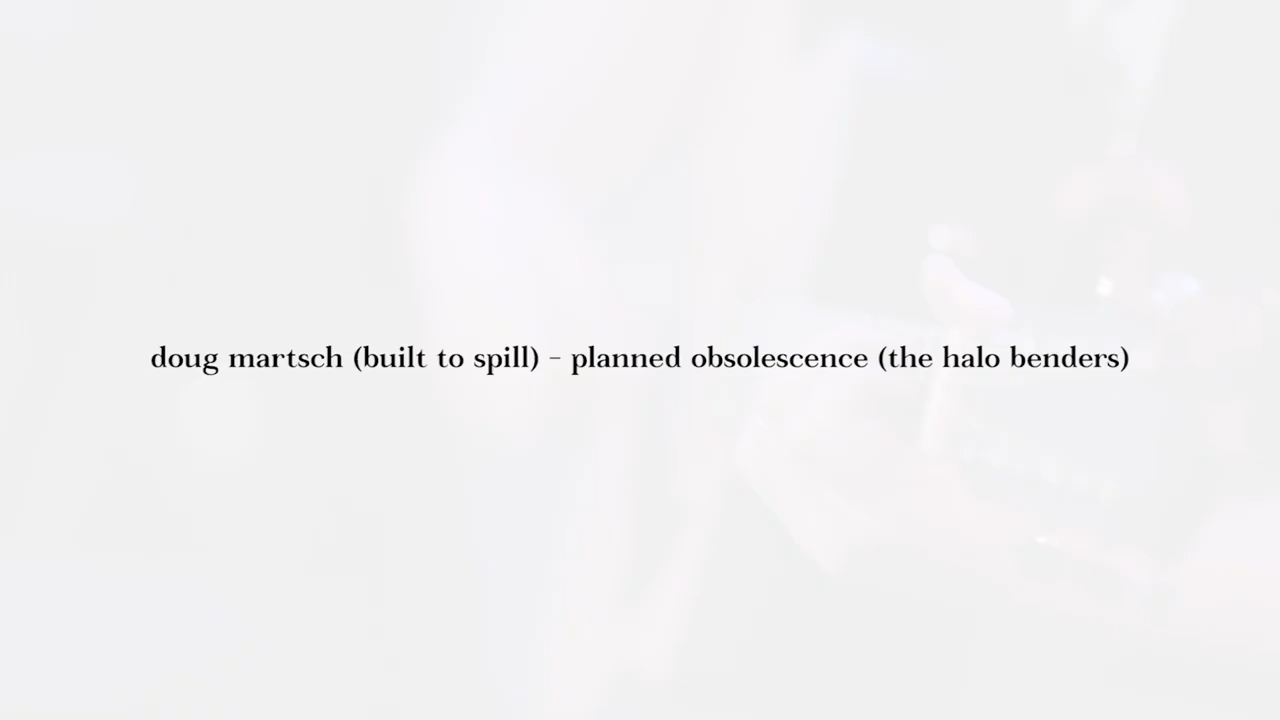 doug martsch (built to spill) - planned obsolescence (the halo benders)